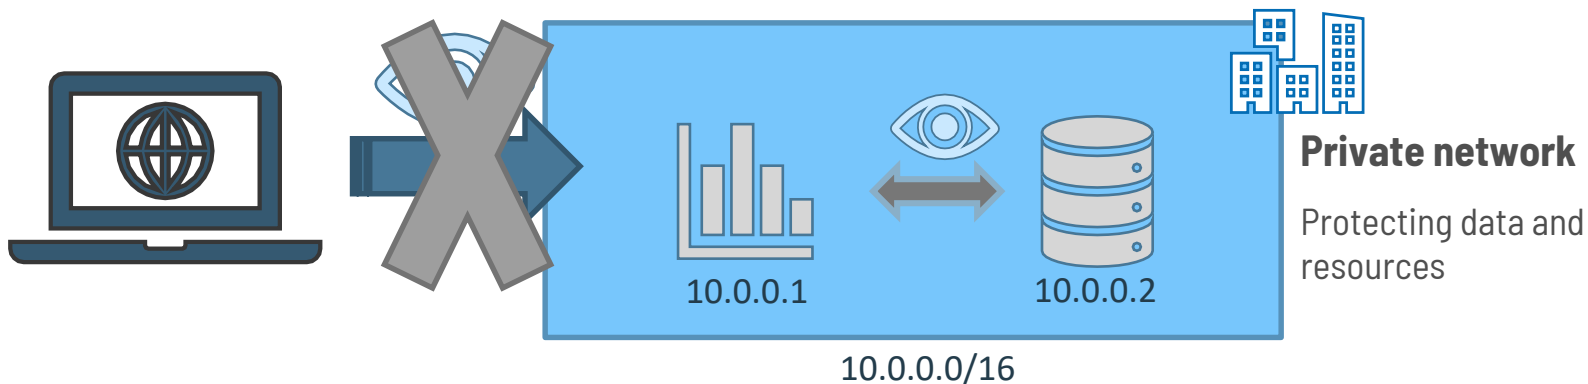 Private network
Protecting data and
resources
10.0.0.1
10.0.0.2
10.0.0.0/16